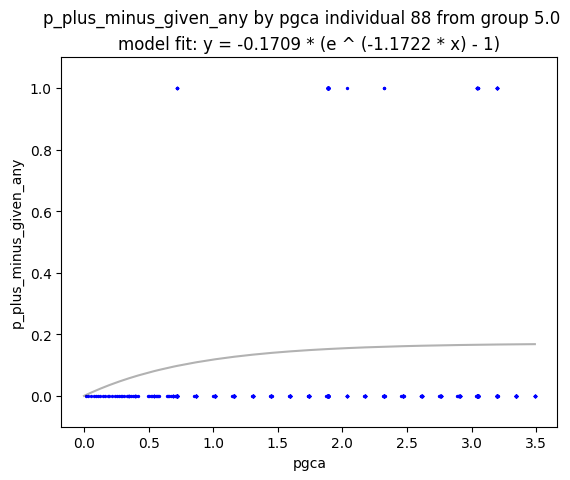 p_plus_minus_given_any by pgca individual 88 from group 5.0
model fit: y = -0.1709 * (e ^ (-1.1722 * x) - 1)
1.0
0.8
0.6
0.4
0.2
0.0
p_plus_minus_given_any
0.0 0.5 1.0 1.5 2.0 2.5 3.0 3.5
pgca